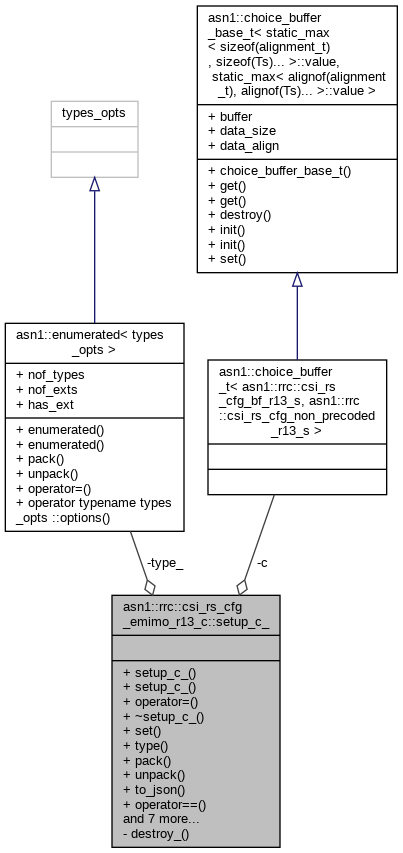 asn1::choice_buffer
_base_t< static_max
< sizeof(alignment_t)
, sizeof(Ts)... >::value,
static_max< alignof(alignment
_t), alignof(Ts)... >::value >
+ buffer
+ data_size
+ data_align
+ choice_buffer_base_t()
+ get()
+ get()
+ destroy()
+ init()
+ init()
+ set()
types_opts
asn1::enumerated< types
_opts >
+ nof_types
+ nof_exts
+ has_ext
+ enumerated()
+ enumerated()
+ pack()
+ unpack()
+ operator=()
+ operator typename types
_opts ::options()
asn1::choice_buffer
_t< asn1::rrc::csi_rs
_cfg_bf_r13_s, asn1::rrc
::csi_rs_cfg_non_precoded
_r13_s >
-type_
-c
asn1::rrc::csi_rs_cfg
_emimo_r13_c::setup_c_
+ setup_c_()
+ setup_c_()
+ operator=()
+ ~setup_c_()
+ set()
+ type()
+ pack()
+ unpack()
+ to_json()
+ operator==()
and 7 more...
- destroy_()